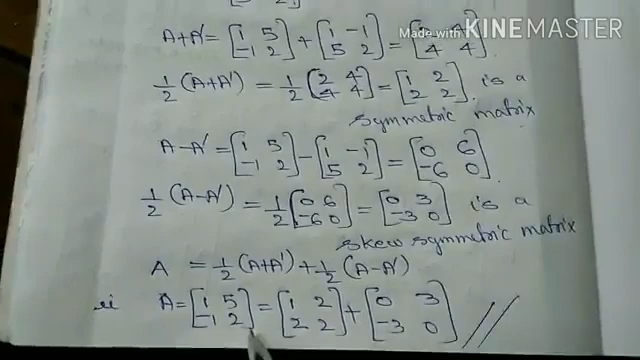 A+A' = [1 5 -1 2] + [1 -1 5 2] = [2 4 4 4].
Made with KINEMASTER
1/2 (A+A') = 1/2 [2 4 4 4] = [1 2 2 2]. is a
symmetric matrix
A-A' = [1 5 -1 2] - [1 -1 5 2] = [0 6 -6 0].
1/2 (A-A') = 1/2 [0 6 -6 0] = [0 3 -3 0] is a
skew symmetric matrix
A = 1/2 (A+A') + 1/2 (A-A')
A = [1 5 -1 2] = [1 2 2 2] + [0 3 -3 0] //